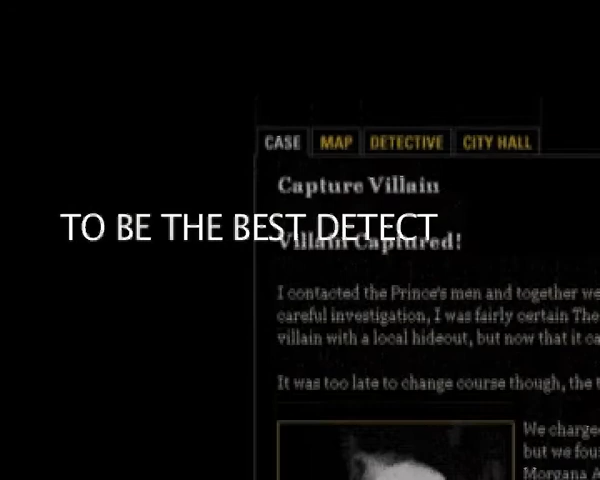 CASE MAP DETECTIVE CITY HALL
Capture Villain
TO BE THE BEST DETECT
Villain Captured!
I contacted the Prince's men and together we
careful investigation, I was fairly certain The
villain with a local hideout, but now that it ca
It was too late to change course though, the t
We charge
but we fou
Morgana A